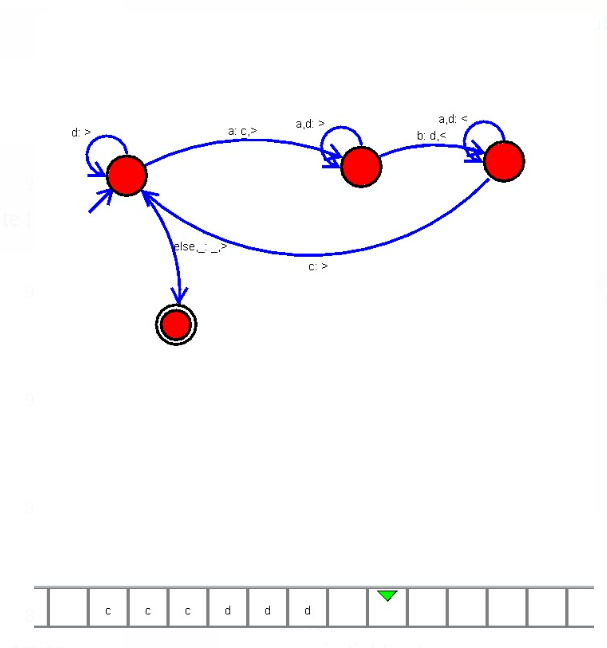 d: >
a: c,>
a,d: >
b: d,<
a,d: <
else,_: _,>
c: >
c c c d d d